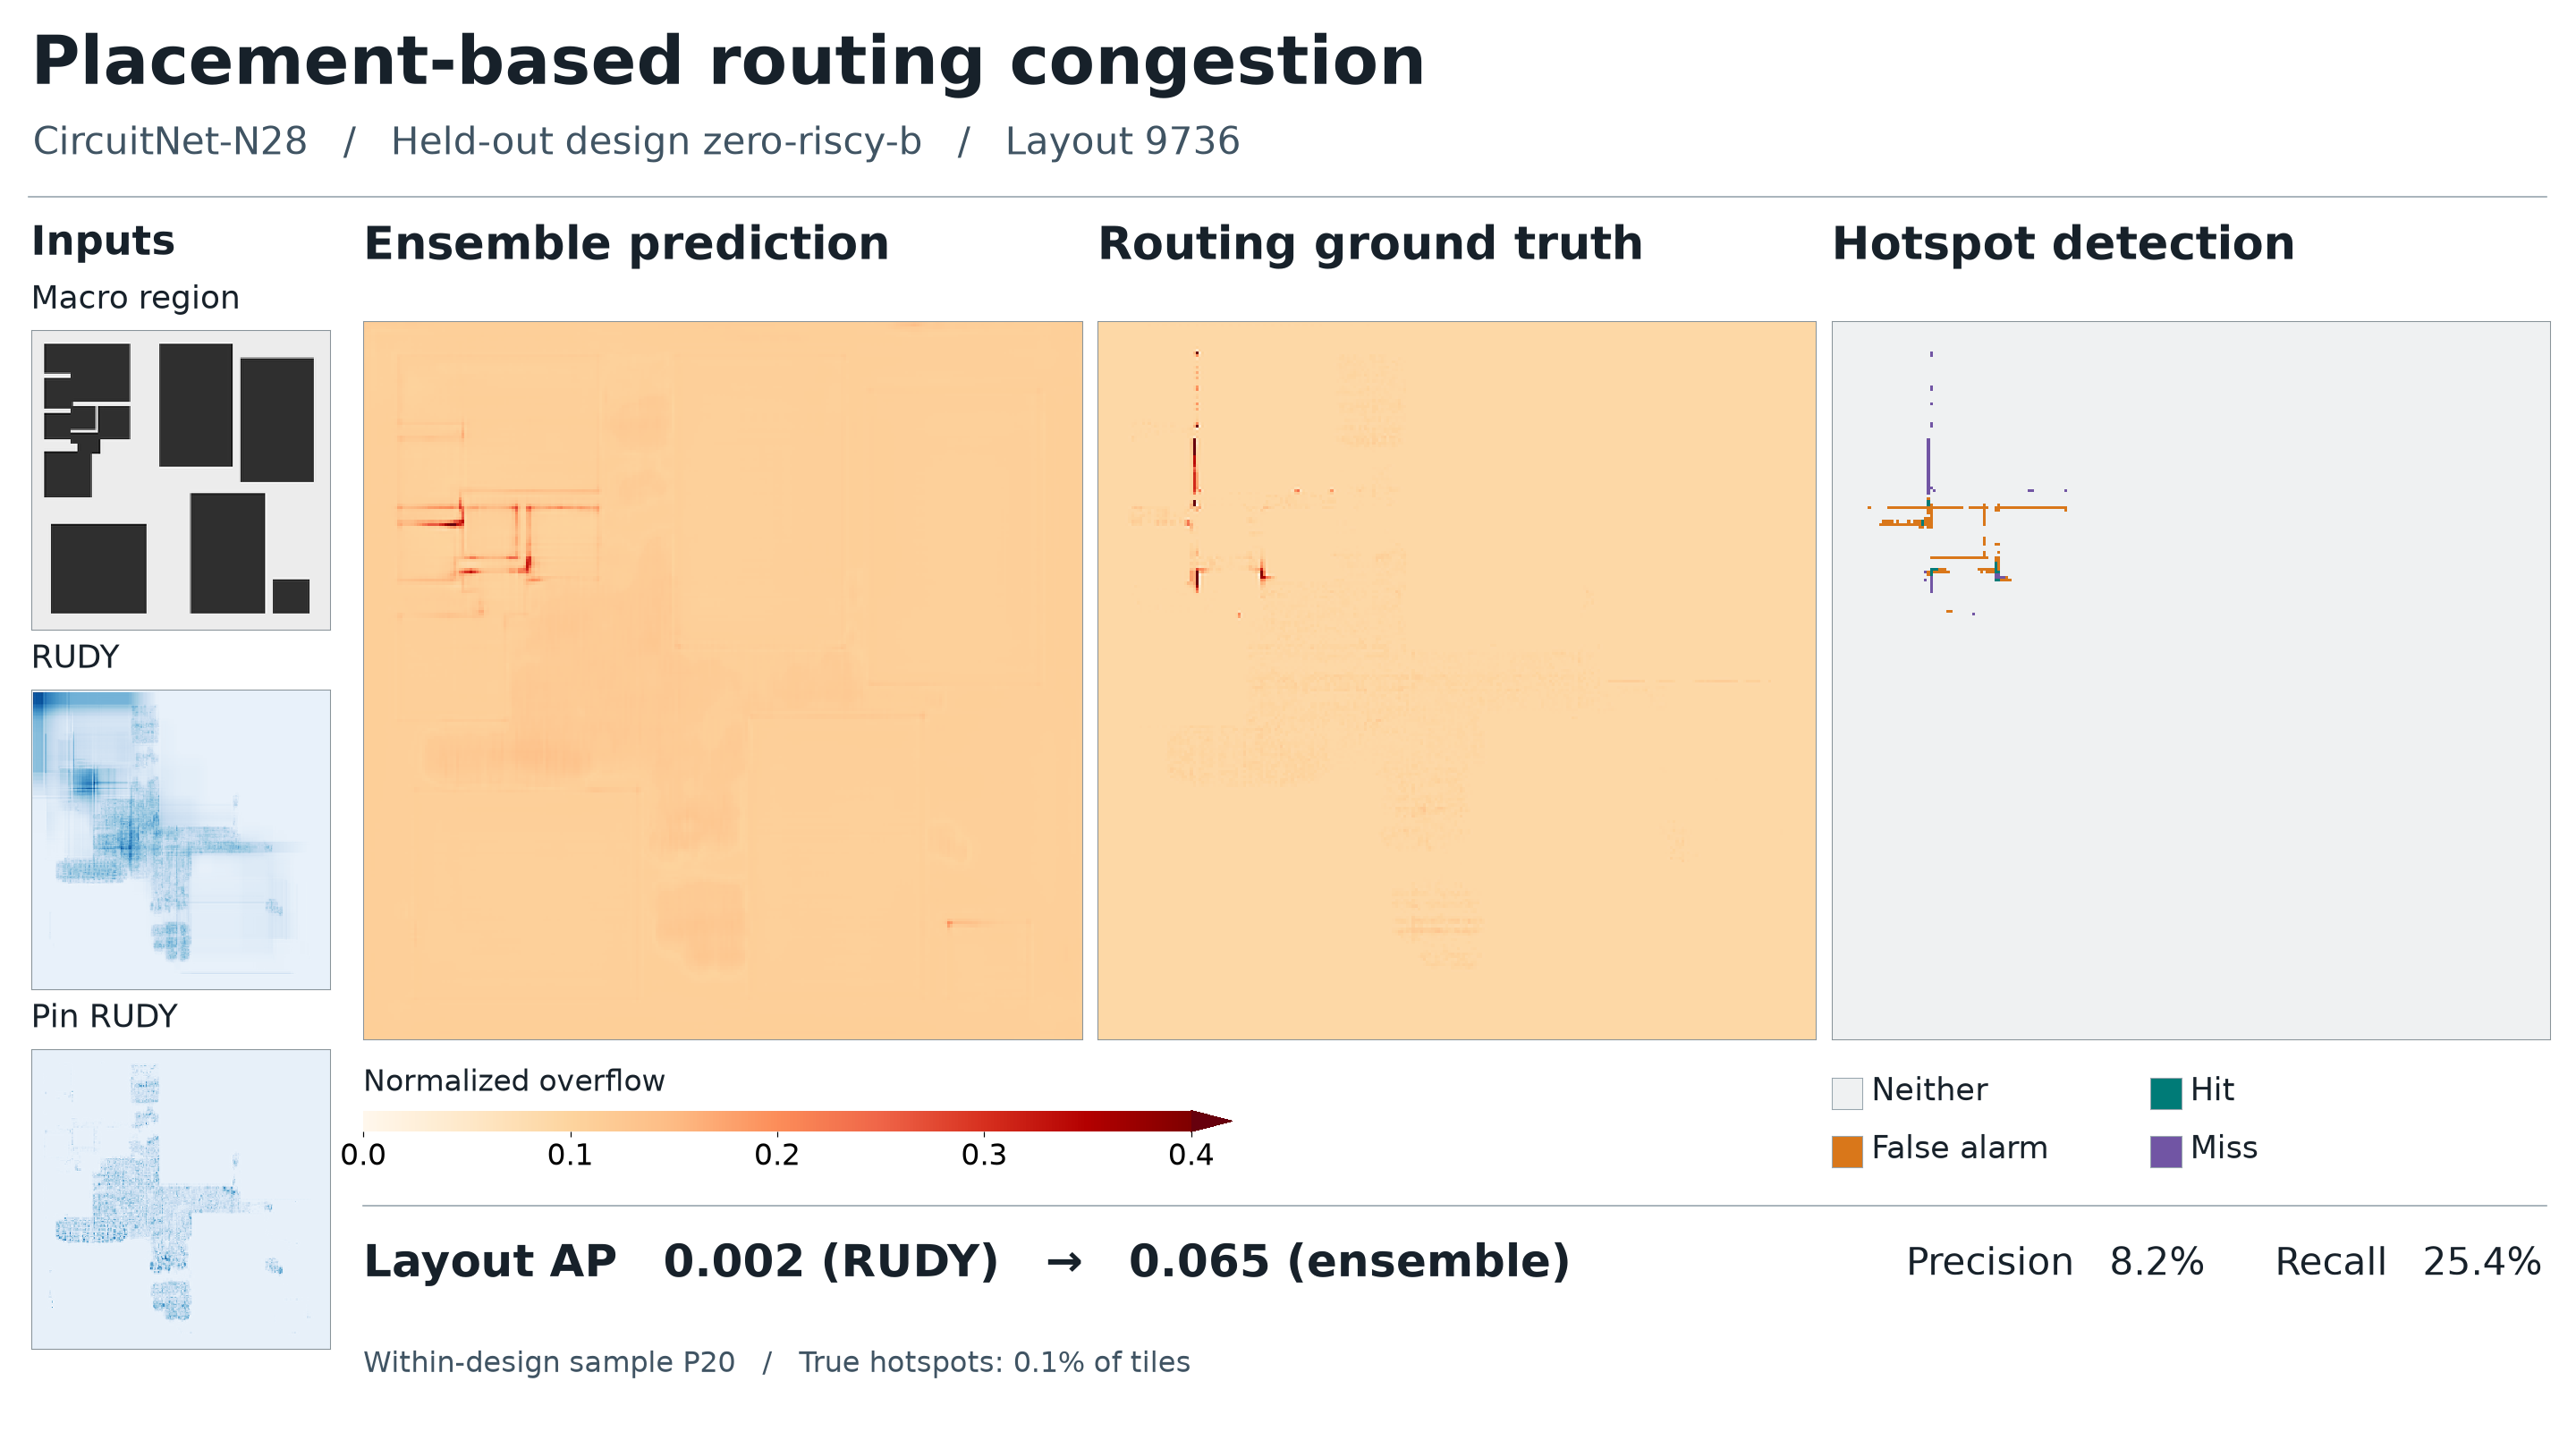 Placement-based routing congestion
CircuitNet-N28 / Held-out design zero-riscy-b / Layout 9736
Inputs
Macro region
RUDY
Pin RUDY
Ensemble prediction
Routing ground truth
Hotspot detection
Normalized overflow
0.0 0.1 0.2 0.3 0.4
Neither
Hit
False alarm
Miss
Layout AP 0.002 (RUDY) → 0.065 (ensemble)
Precision 8.2% Recall 25.4%
Within-design sample P20 / True hotspots: 0.1% of tiles